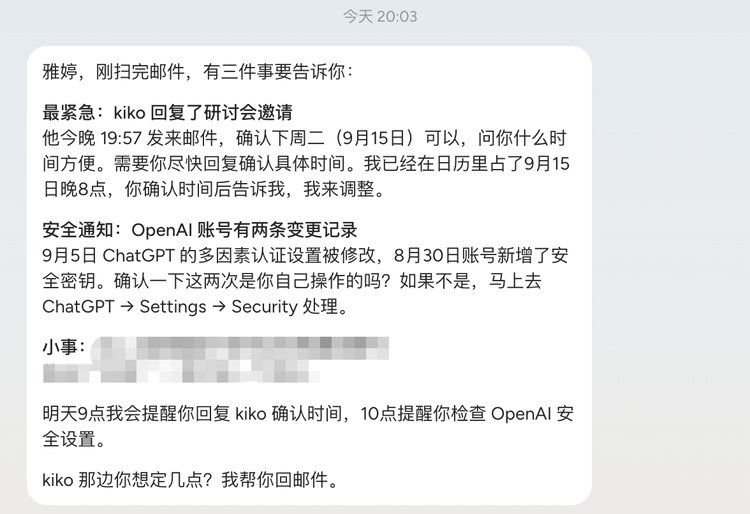 今天 20:03
雅婷，刚扫完邮件，有三件事要告诉你：
最紧急：kiko 回复了研讨会邀请
他今晚 19:57 发来邮件，确认下周二（9月15日）可以，问你什么时
间方便。需要你尽快回复确认具体时间。我已经在日历里占了9月15
日晚8点，你确认时间后告诉我，我来调整。
安全通知：OpenAI 账号有两条变更记录
9月5日 ChatGPT 的多因素认证设置被修改，8月30日账号新增了安
全密钥。确认一下这两次是你自己操作的吗？如果不是，马上去
ChatGPT → Settings → Security 处理。
小事：
明天9点我会提醒你回复 kiko 确认时间，10点提醒你检查 OpenAI 安
全设置。
kiko 那边你想定几点？我帮你回邮件。